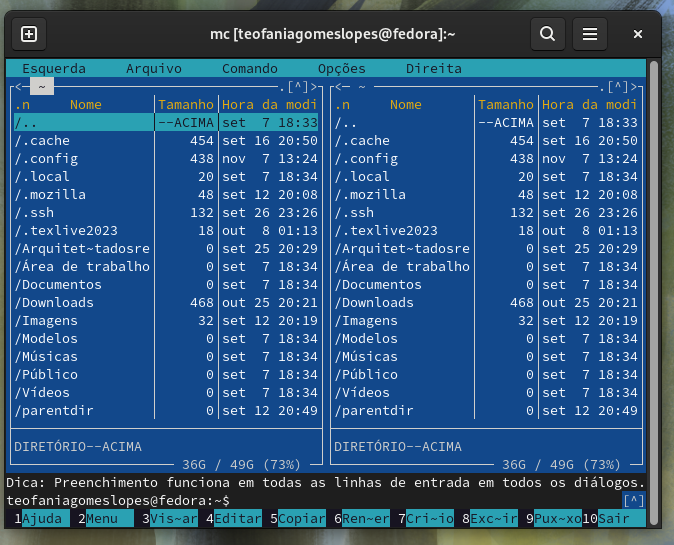 mc [teofaniagomeslopes@fedora]:~
Esquerda Arquivo Comando Opções Direita
<─ ~ ─.[^]>┐ <─ ~ ─.[^]>┐
.n Nome │Tamanho│Hora da modi .n Nome │Tamanho│Hora da modi
/.. │--ACIMA│set  7 18:33 /.. │--ACIMA│set  7 18:33
/.cache │ 454│set 16 20:50 /.cache │ 454│set 16 20:50
/.config │ 438│nov  7 13:24 /.config │ 438│nov  7 13:24
/.local │ 20│set  7 18:34 /.local │ 20│set  7 18:34
/.mozilla │ 48│set 12 20:08 /.mozilla │ 48│set 12 20:08
/.ssh │ 132│set 26 23:26 /.ssh │ 132│set 26 23:26
/.texlive2023 │ 18│out  8 01:13 /.texlive2023 │ 18│out  8 01:13
/Arquitet~tadosre │ 0│set 25 20:29 /Arquitet~tadosre │ 0│set 25 20:29
/Área de trabalho │ 0│set  7 18:34 /Área de trabalho │ 0│set  7 18:34
/Documentos │ 0│set  7 18:34 /Documentos │ 0│set  7 18:34
/Downloads │ 468│out 25 20:21 /Downloads │ 468│out 25 20:21
/Imagens │ 32│set 12 20:19 /Imagens │ 32│set 12 20:19
/Modelos │ 0│set  7 18:34 /Modelos │ 0│set  7 18:34
/Músicas │ 0│set  7 18:34 /Músicas │ 0│set  7 18:34
/Público │ 0│set  7 18:34 /Público │ 0│set  7 18:34
/Vídeos │ 0│set  7 18:34 /Vídeos │ 0│set  7 18:34
/parentdir │ 0│set 12 20:49 /parentdir │ 0│set 12 20:49
DIRETÓRIO--ACIMA DIRETÓRIO--ACIMA
36G / 49G (73%) 36G / 49G (73%)
Dica: Preenchimento funciona em todas as linhas de entrada em todos os diálogos.
teofaniagomeslopes@fedora:~$ [^]
1Ajuda 2Menu 3Vis~ar 4Editar 5Copiar 6Ren~er 7Cri~io 8Exc~ir 9Pux~xo 10Sair